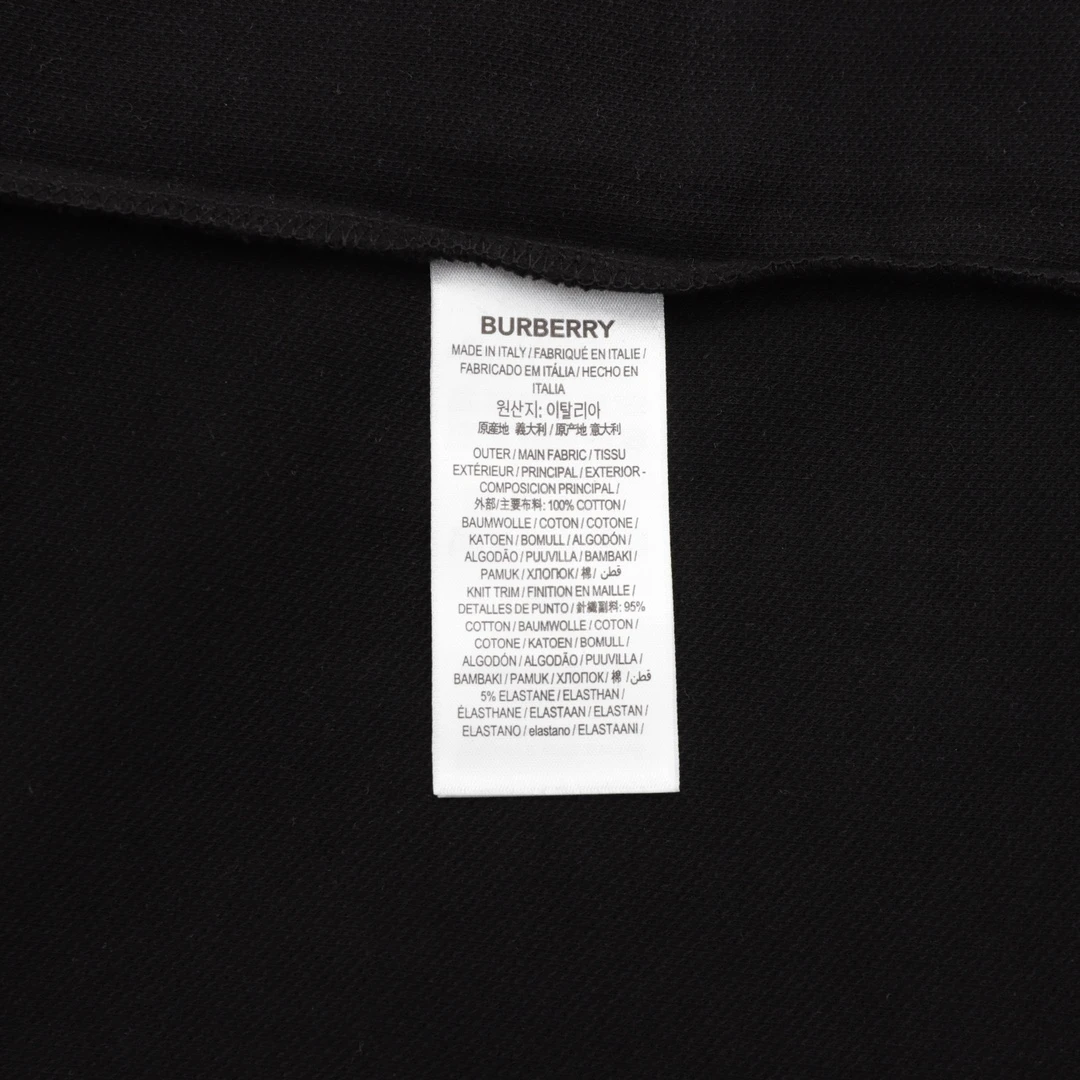 BURBERRY
MADE IN ITALY / FABRIQUÉ EN ITALIE /
FABRICADO EM ITÁLIA / HECHO EN
ITALIA
원산지: 이탈리아
原産地 義大利 / 原产地 意大利
OUTER / MAIN FABRIC / TISSU
EXTÉRIEUR / PRINCIPAL / EXTERIOR -
COMPOSICION PRINCIPAL /
外部/主要布料: 100% COTTON /
BAUMWOLLE / COTON / COTONE /
KATOEN / BOMULL / ALGODÓN /
ALGODÃO / PUUVILLA / BAMBAKI /
PAMUK / ХЛОПОК / 棉 / قطن /
KNIT TRIM / FINITION EN MAILLE /
DETALLES DE PUNTO / 針織副料: 95%
COTTON / BAUMWOLLE / COTON /
COTONE / KATOEN / BOMULL /
ALGODÓN / ALGODÃO / PUUVILLA /
BAMBAKI / PAMUK / ХЛОПОК / 棉 / قطن
5% ELASTANE / ELASTHAN /
ÉLASTHANE / ELASTAAN / ELASTAN /
ELASTANO / elastano / ELASTAANI /